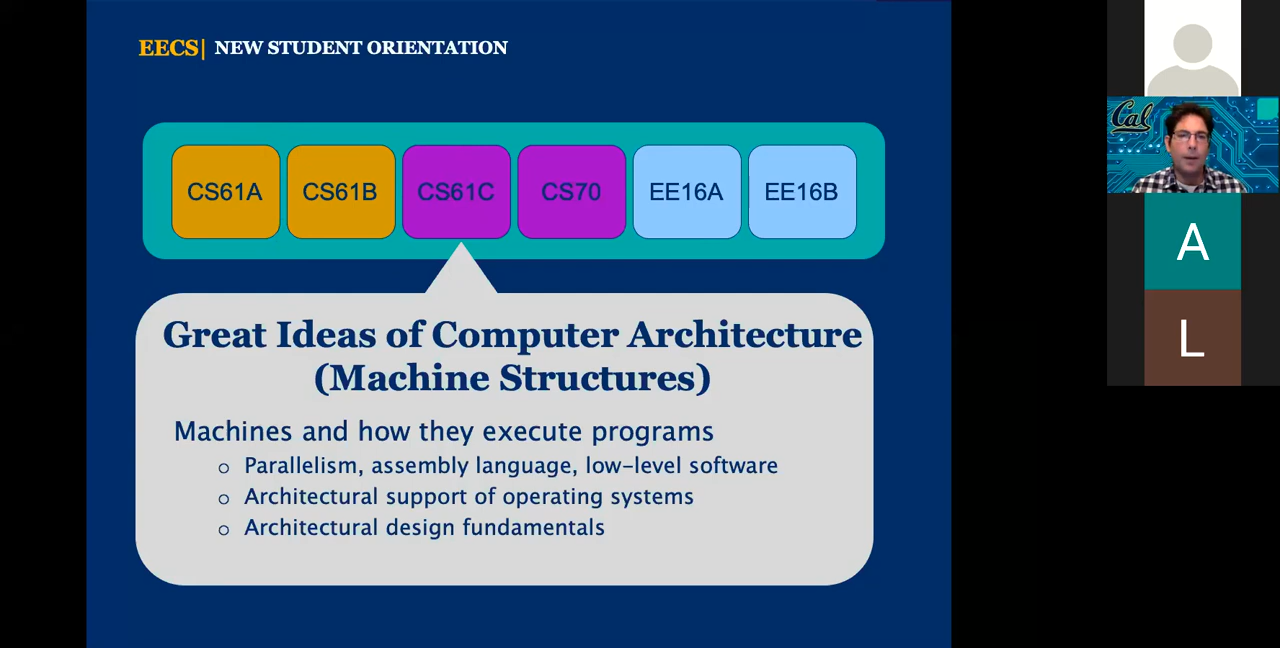 EECS| NEW STUDENT ORIENTATION
CS61A CS61B CS61C CS70 EE16A EE16B
Great Ideas of Computer Architecture
(Machine Structures)
Machines and how they execute programs
o Parallelism, assembly language, low-level software
o Architectural support of operating systems
o Architectural design fundamentals
Cal
A
L